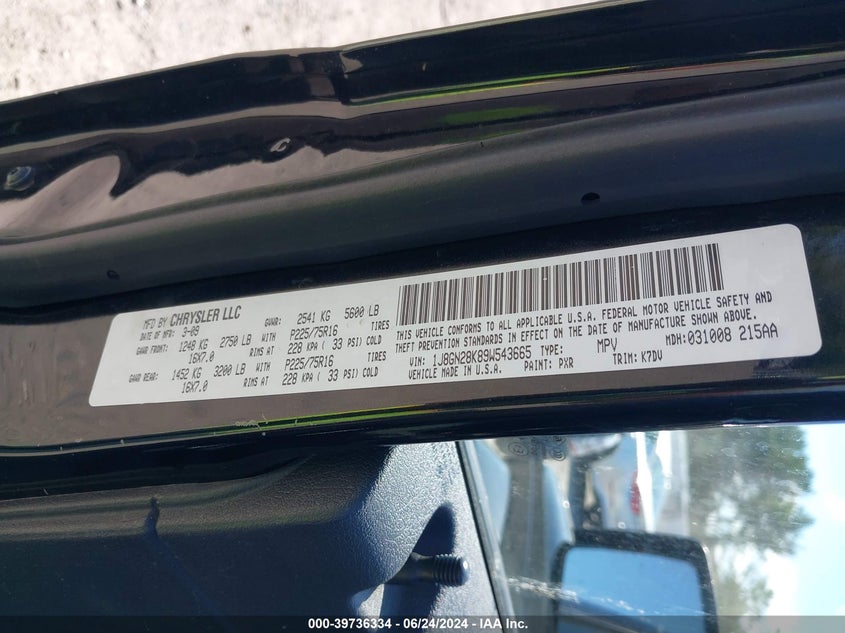 MFD BY CHRYSLER LLC
DATE OF MFR: 3-09 GVWR: 2541 KG 5600 LB
GAWR FRONT: 1248 KG 2750 LB WITH P225/75R16 TIRES
16X7.0 RIMS AT 228 KPA ( 33 PSI) COLD
GAWR REAR: 1452 KG 3200 LB WITH P225/75R16 TIRES
16X7.0 RIMS AT 228 KPA ( 33 PSI) COLD
THIS VEHICLE CONFORMS TO ALL APPLICABLE U.S.A. FEDERAL MOTOR VEHICLE SAFETY AND
THEFT PREVENTION STANDARDS IN EFFECT ON THE DATE OF MANUFACTURE SHOWN ABOVE.
VIN: 1J8GN28K89W543665 TYPE: MPV MDH: 031008 215AA
VEHICLE MADE IN U.S.A. PAINT: PXR TRIM: K7DV
000-39736334 / 06/24/2024 - IAA Inc.